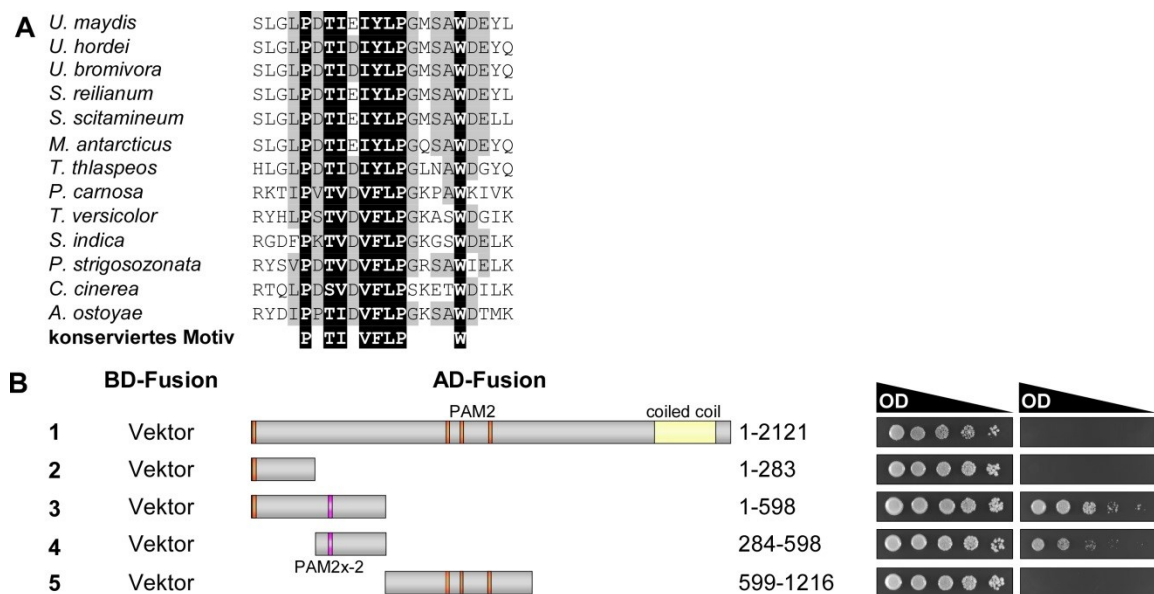 A
U. maydis SLGLPDTIEIYLPGMSAWDEYL
U. hordei SLGLPDTIDIYLPGMSAWDEYQ
U. bromivora SLGLPDTIDIYLPGMSAWDEYQ
S. reilianum SLGLPDTIEIYLPGMSAWDEYL
S. scitamineum SLGLPDTIEIYLPGMSAWDELL
M. antarcticus SLGLPDTIEIYLPGQSAWDEYQ
T. thlaspeos HLGLPDTIDIYLPGLNAWDGYQ
P. carnosa RKTIPVTVDVFLPGKPAWKIVK
T. versicolor RYHLPSTVDVFLPGKASWDGIK
S. indica RGDFPKTVDVFLPGKGSWDELK
P. strigosozonata RYSVPDTVDVFLPGRSAWIELK
C. cinerea RTQLPDSVDVFLPSKETWDILK
A. ostoyae RYDIPPTIDVFLPGKSAWDTMK
konserviertes Motiv P TI VFLP W
B BD-Fusion AD-Fusion
OD OD
PAM2 coiled coil
1 Vektor 1-2121
2 Vektor 1-283
3 Vektor 1-598
4 Vektor 284-598
PAM2x-2
5 Vektor 599-1216